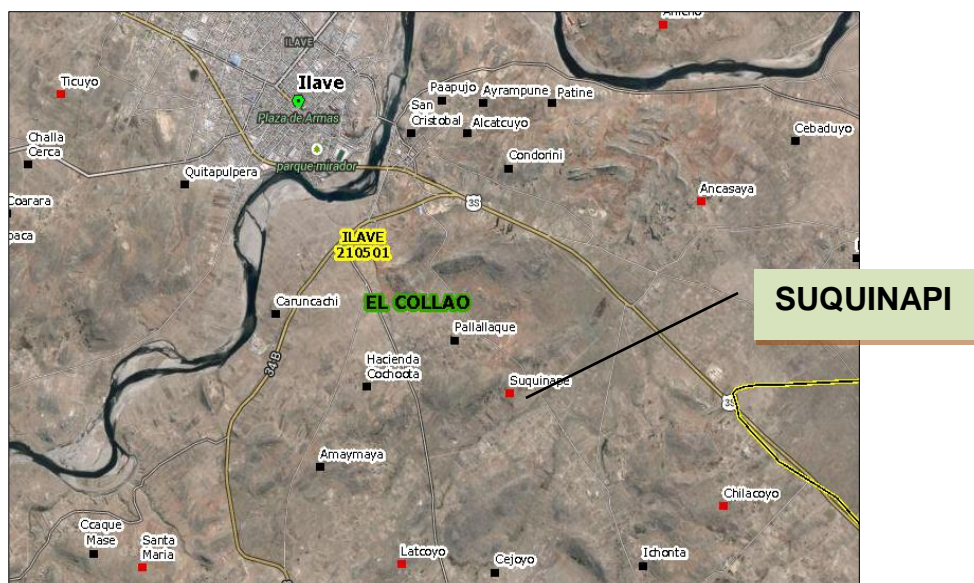 Anicho
ILAVE
Ilave
Plaza de Armas
parque mirador
Ticuyo
Paapujo
Ayrampune
Patine
San
Cristobal
Alcatcuyo
Challa
Cerca
Cebaduyo
Quitapulpera
Condorini
Ancasaya
Coarara
paca
3S
ILAVE
210501
EL COLLAO
SUQUINAPI
Caruncachi
Pallallaque
34 B
Hacienda
Cochoota
Suquinape
3S
Amaymaya
Chilacoyo
Ccaque
Mase
Santa
Maria
Latcoyo
Cejoyo
Ichonta